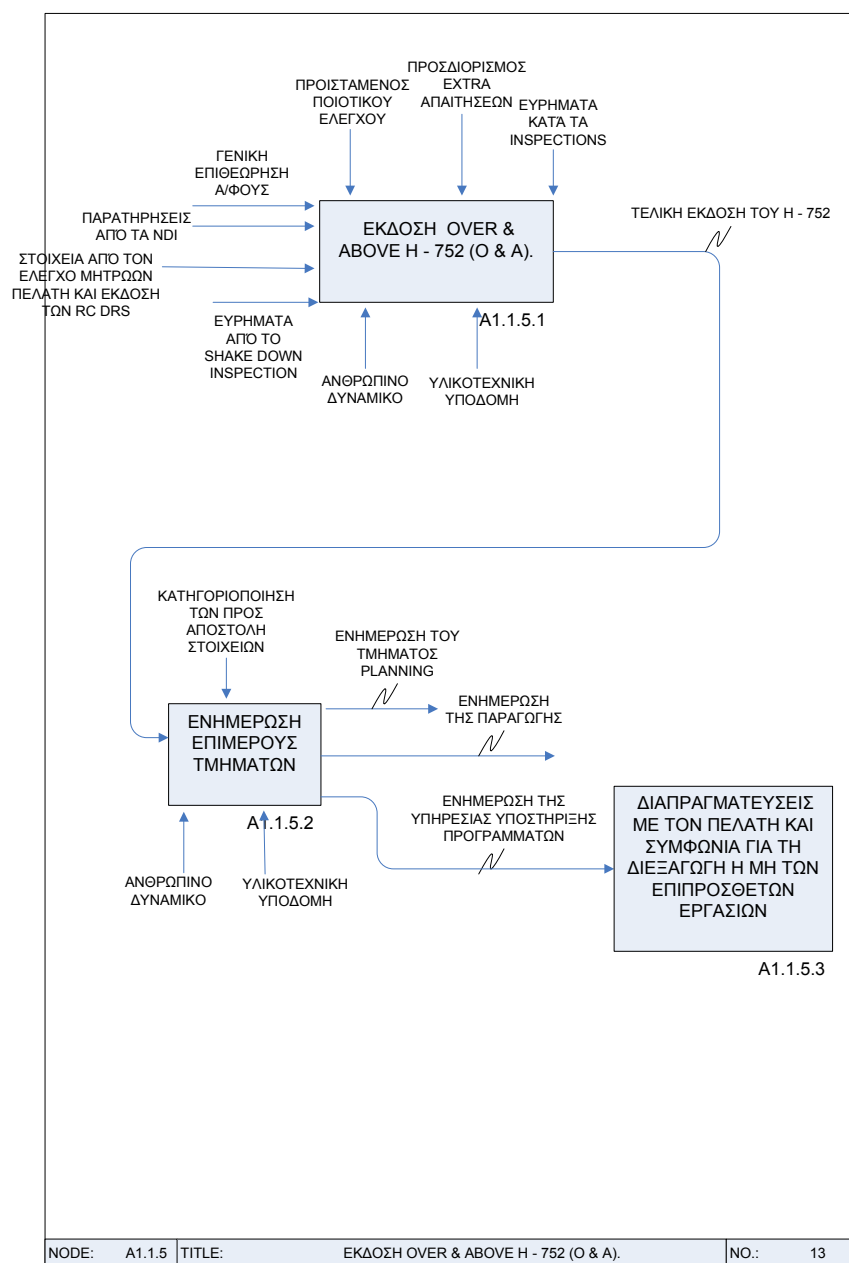 ΠΡΟΙΣΤΑΜΕΝΟΣ
ΠΟΙΟΤΙΚΟΥ
ΕΛΕΓΧΟΥ
ΠΡΟΣΔΙΟΡΙΣΜΟΣ
EXTRA
ΑΠΑΙΤΗΣΕΩΝ
ΕΥΡΗΜΑΤΑ
ΚΑΤΆ ΤΑ
INSPECTIONS
ΓΕΝΙΚΗ
ΕΠΙΘΕΩΡΗΣΗ
Α/ΦΟΥΣ
ΠΑΡΑΤΗΡΗΣΕΙΣ
ΑΠΌ ΤΑ NDI
ΣΤΟΙΧΕΙΑ ΑΠΌ ΤΟΝ
ΕΛΕΓΧΟ ΜΗΤΡΩΩΝ
ΠΕΛΑΤΗ ΚΑΙ ΕΚΔΟΣΗ
ΤΩΝ RC DRS
ΕΥΡΗΜΑΤΑ
ΑΠΌ ΤΟ
SHAKE DOWN
INSPECTION
ΕΚΔΟΣΗ OVER &
ABOVE H - 752 (O & A).
A1.1.5.1
ΑΝΘΡΩΠΙΝΟ
ΔΥΝΑΜΙΚΟ
ΥΛΙΚΟΤΕΧΝΙΚΗ
ΥΠΟΔΟΜΗ
ΤΕΛΙΚΗ ΕΚΔΟΣΗ ΤΟΥ H - 752
ΚΑΤΗΓΟΡΙΟΠΟΙΗΣΗ
ΤΩΝ ΠΡΟΣ
ΑΠΟΣΤΟΛΗ
ΣΤΟΙΧΕΙΩΝ
ΕΝΗΜΕΡΩΣΗ ΤΟΥ
ΤΜΗΜΑΤΟΣ
PLANNING
ΕΝΗΜΕΡΩΣΗ
ΤΗΣ ΠΑΡΑΓΩΓΗΣ
ΕΝΗΜΕΡΩΣΗ
ΕΠΙΜΕΡΟΥΣ
ΤΜΗΜΑΤΩΝ
A1.1.5.2
ΑΝΘΡΩΠΙΝΟ
ΔΥΝΑΜΙΚΟ
ΥΛΙΚΟΤΕΧΝΙΚΗ
ΥΠΟΔΟΜΗ
ΕΝΗΜΕΡΩΣΗ ΤΗΣ
ΥΠΗΡΕΣΙΑΣ ΥΠΟΣΤΗΡΙΞΗΣ
ΠΡΟΓΡΑΜΜΑΤΩΝ
ΔΙΑΠΡΑΓΜΑΤΕΥΣΕΙΣ
ΜΕ ΤΟΝ ΠΕΛΑΤΗ ΚΑΙ
ΣΥΜΦΩΝΙΑ ΓΙΑ ΤΗ
ΔΙΕΞΑΓΩΓΗ Η ΜΗ ΤΩΝ
ΕΠΙΠΡΟΣΘΕΤΩΝ
ΕΡΓΑΣΙΩΝ
A1.1.5.3
NODE: A1.1.5 TITLE: ΕΚΔΟΣΗ OVER & ABOVE H - 752 (O & A). NO.: 13